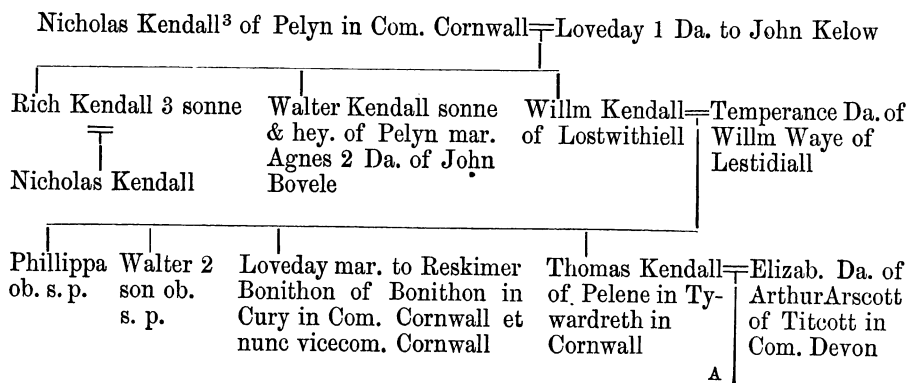 Nicholas Kendall³ of Pelyn in Com. Cornwall=Loveday 1 Da. to John Kelow
Rich Kendall 3 sonne
Nicholas Kendall
Walter Kendall sonne
& hey. of Pelyn mar.
Agnes 2 Da. of John
Bovele
Willm Kendall=
of Lostwithiell
Temperance Da. of
Willm Waye of
Lestidiall
Phillippa
ob. s. p.
Walter 2
son ob.
s. p.
Loveday mar. to Reskimer
Bonithon of Bonithon in
Cury in Com. Cornwall et
nunc vicecom. Cornwall
Thomas Kendall=
of Pelene in Ty-
wardreth in
Cornwall
Elizab. Da. of
Arthur Arscott
of Titcott in
Com. Devon
A